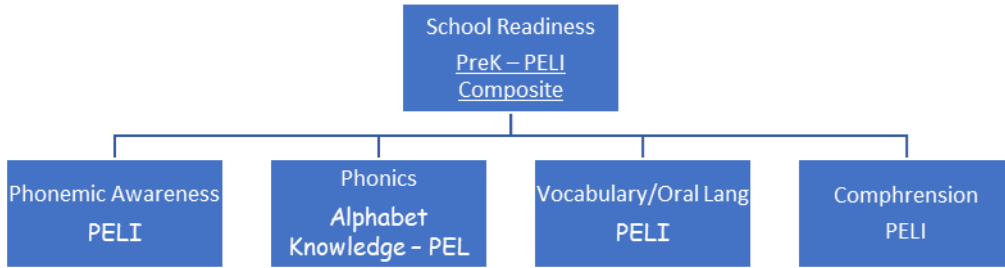 School Readiness
PreK – PELI
Composite
Phonemic Awareness
PELI
Phonics
Alphabet
Knowledge – PEL
Vocabulary/Oral Lang
PELI
Comphrension
PELI